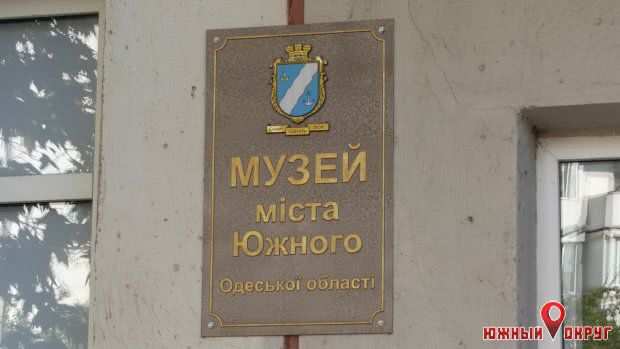 МУЗЕЙ
міста
Южного
Одеської області
ЮЖНЫЙ ОКРУГ